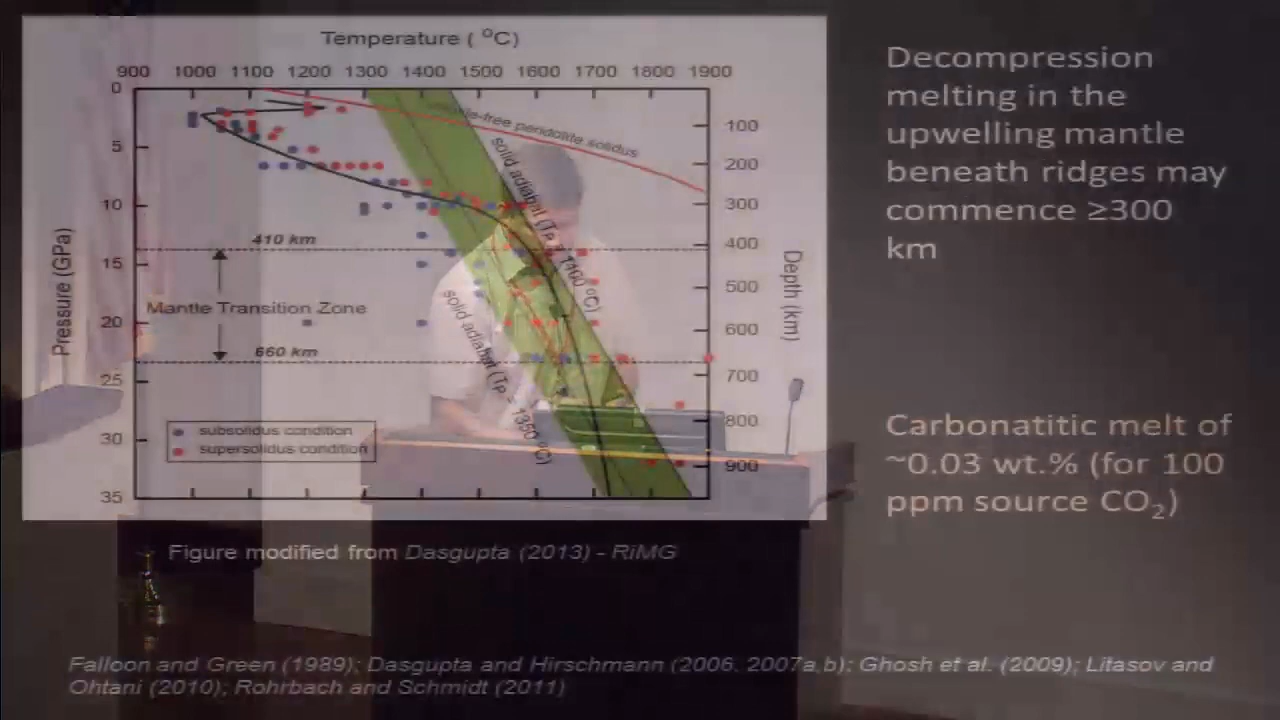 Temperature ( ⁰C)
900 1000 1100 1200 1300 1400 1500 1600 1700 1800 1900
0
5
10
15
20
25
30
35
Pressure (GPa)
100
200
300
400
500
600
700
800
900
Depth (km)
-free peridotite solidus
solid adiabat (Tₚ = 1400 ⁰C)
solid adiabat (Tₚ = 1350 ⁰C)
410 km
Mantle Transition Zone
660 km
subsolidus condition
supersolidus condition
Figure modified from Dasgupta (2013) - RiMG
Decompression
melting in the
upwelling mantle
beneath ridges may
commence ≥300
km
Carbonatitic melt of
~0.03 wt.% (for 100
ppm source CO₂)
Falloon and Green (1989); Dasgupta and Hirschmann (2006, 2007a,b); Ghosh et al. (2009); Litasov and
Ohtani (2010); Rohrbach and Schmidt (2011)